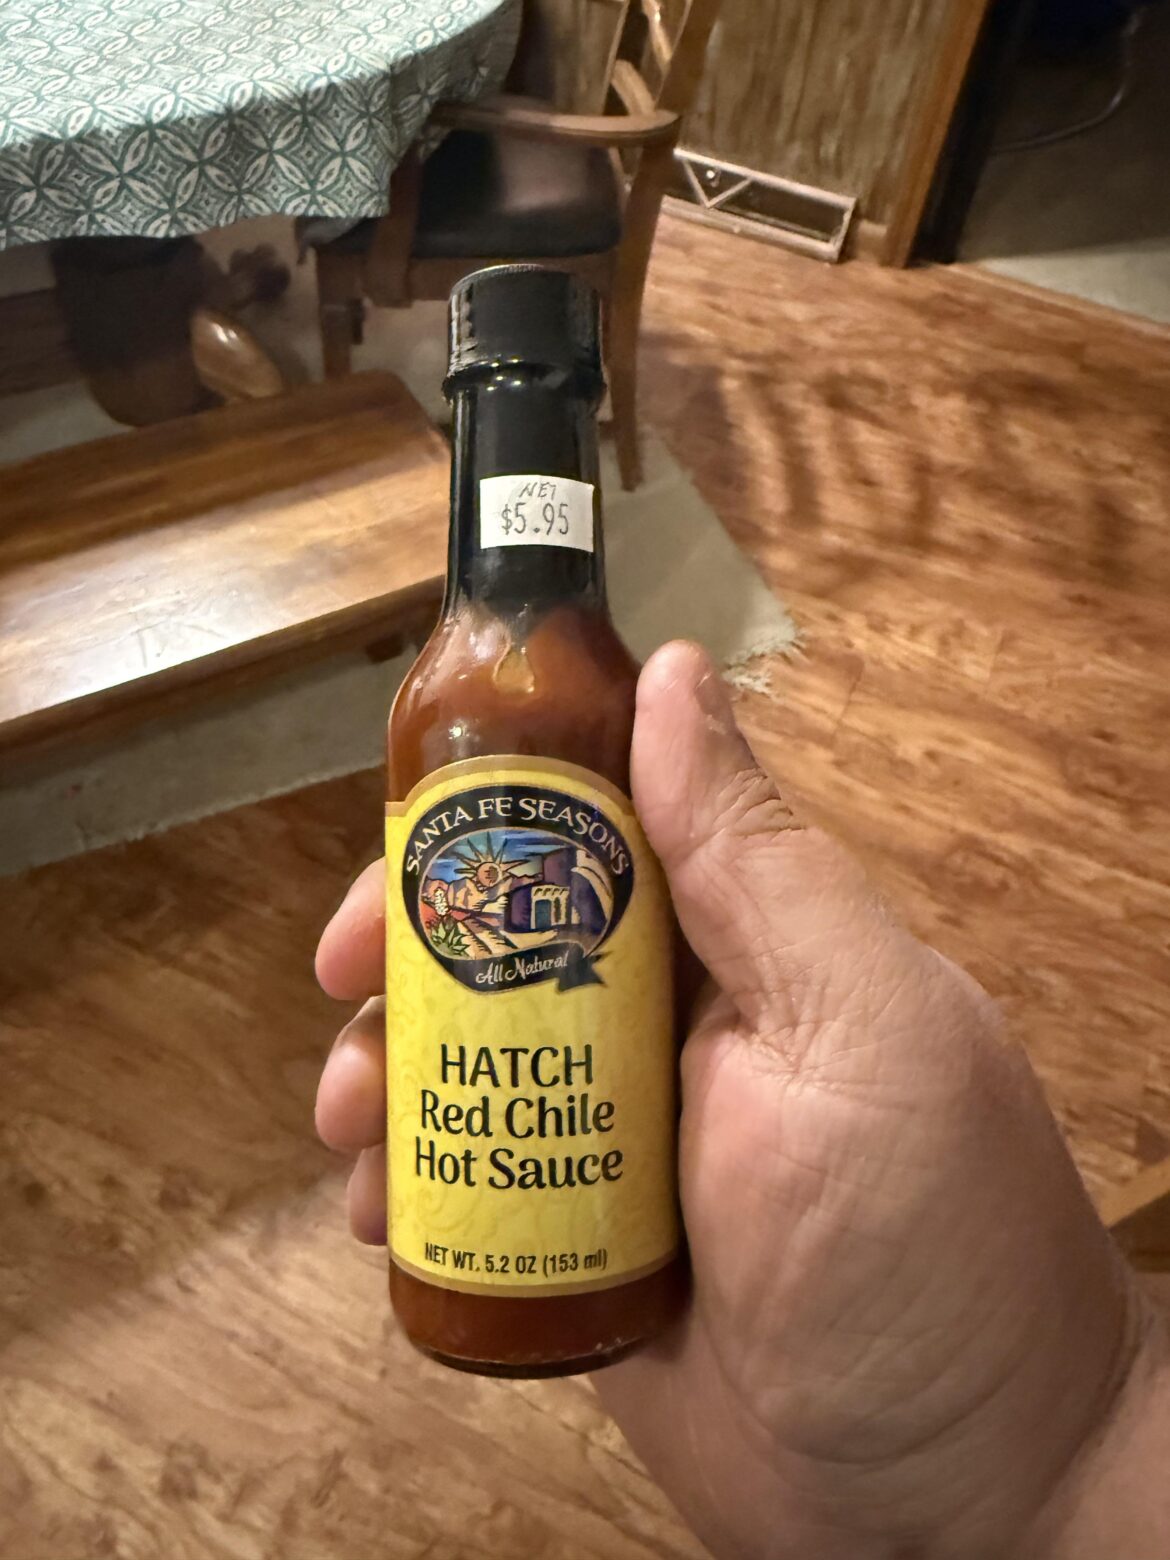 NET
$5.95
SANTA FE SEASONS
All Natural
HATCH
Red Chile
Hot Sauce
NET WT. 5.2 OZ (153 ml)